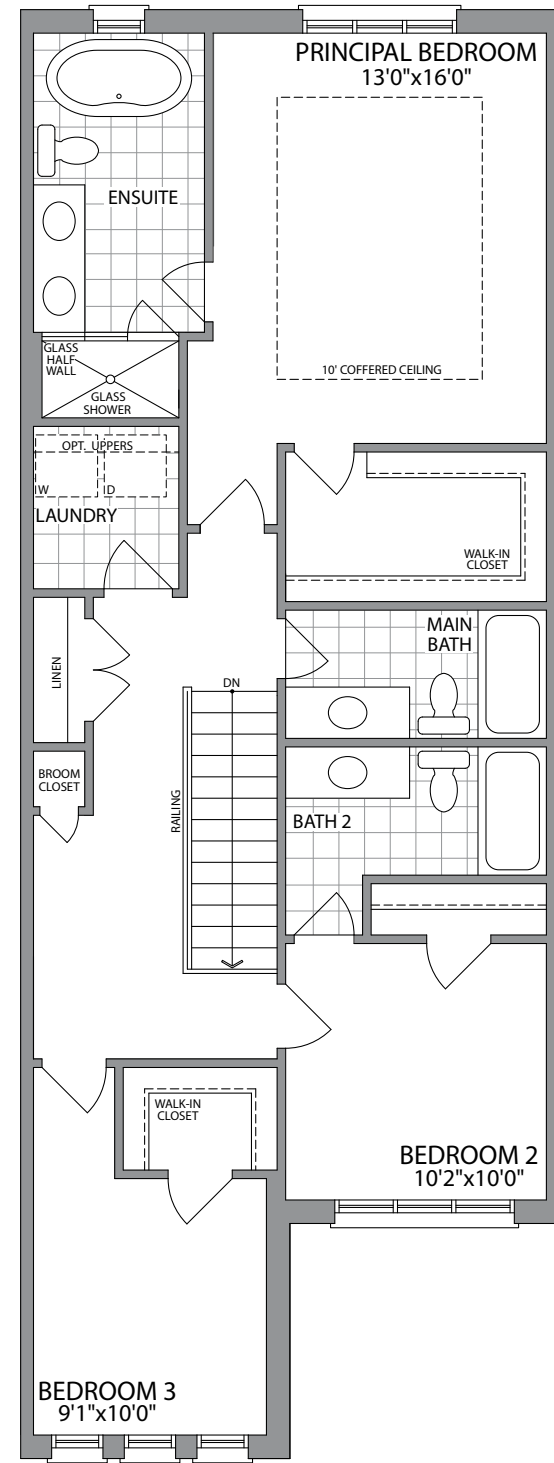 PRINCIPAL BEDROOM
13'0"x16'0"
ENSUITE
10' COFFERED CEILING
GLASS
HALF
WALL
GLASS
SHOWER
OPT. UPPERS
W D
LAUNDRY
WALK-IN
CLOSET
MAIN
BATH
LINEN
DN
BROOM
CLOSET
RAILING
BATH 2
WALK-IN
CLOSET
BEDROOM 2
10'2"x10'0"
BEDROOM 3
9'1"x10'0"